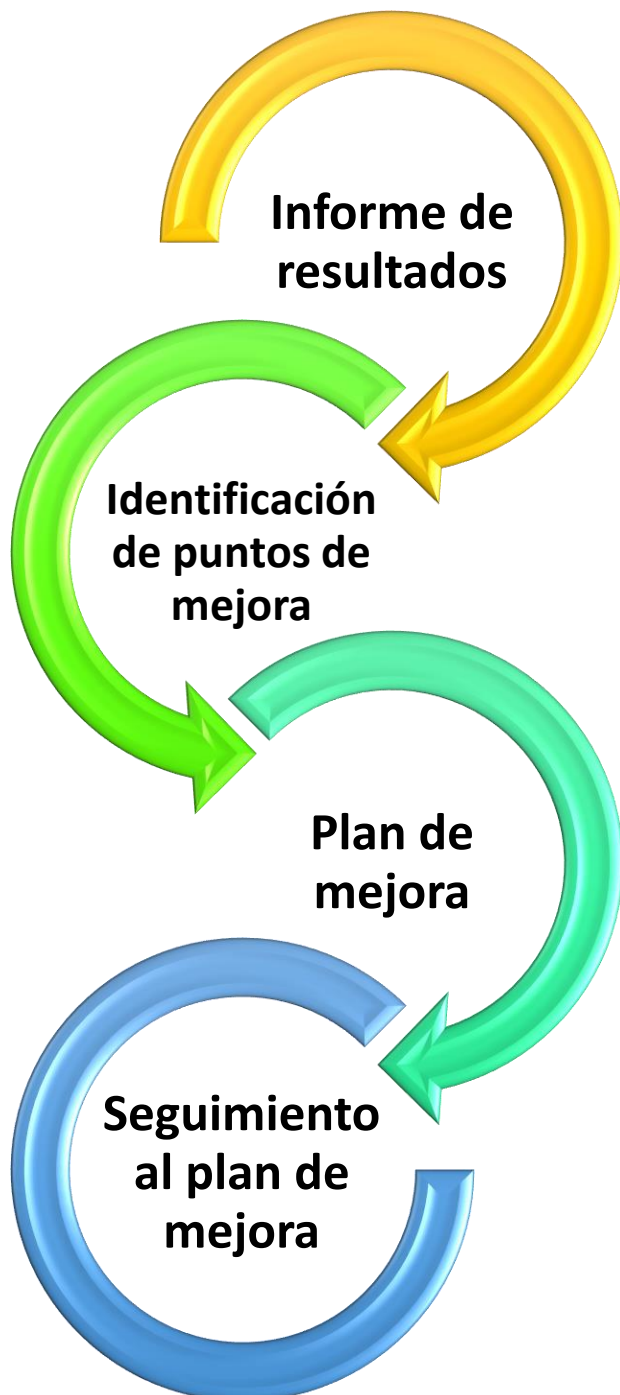 Informe de
resultados
Identificación
de puntos de
mejora
Plan de
mejora
Seguimiento
al plan de
mejora